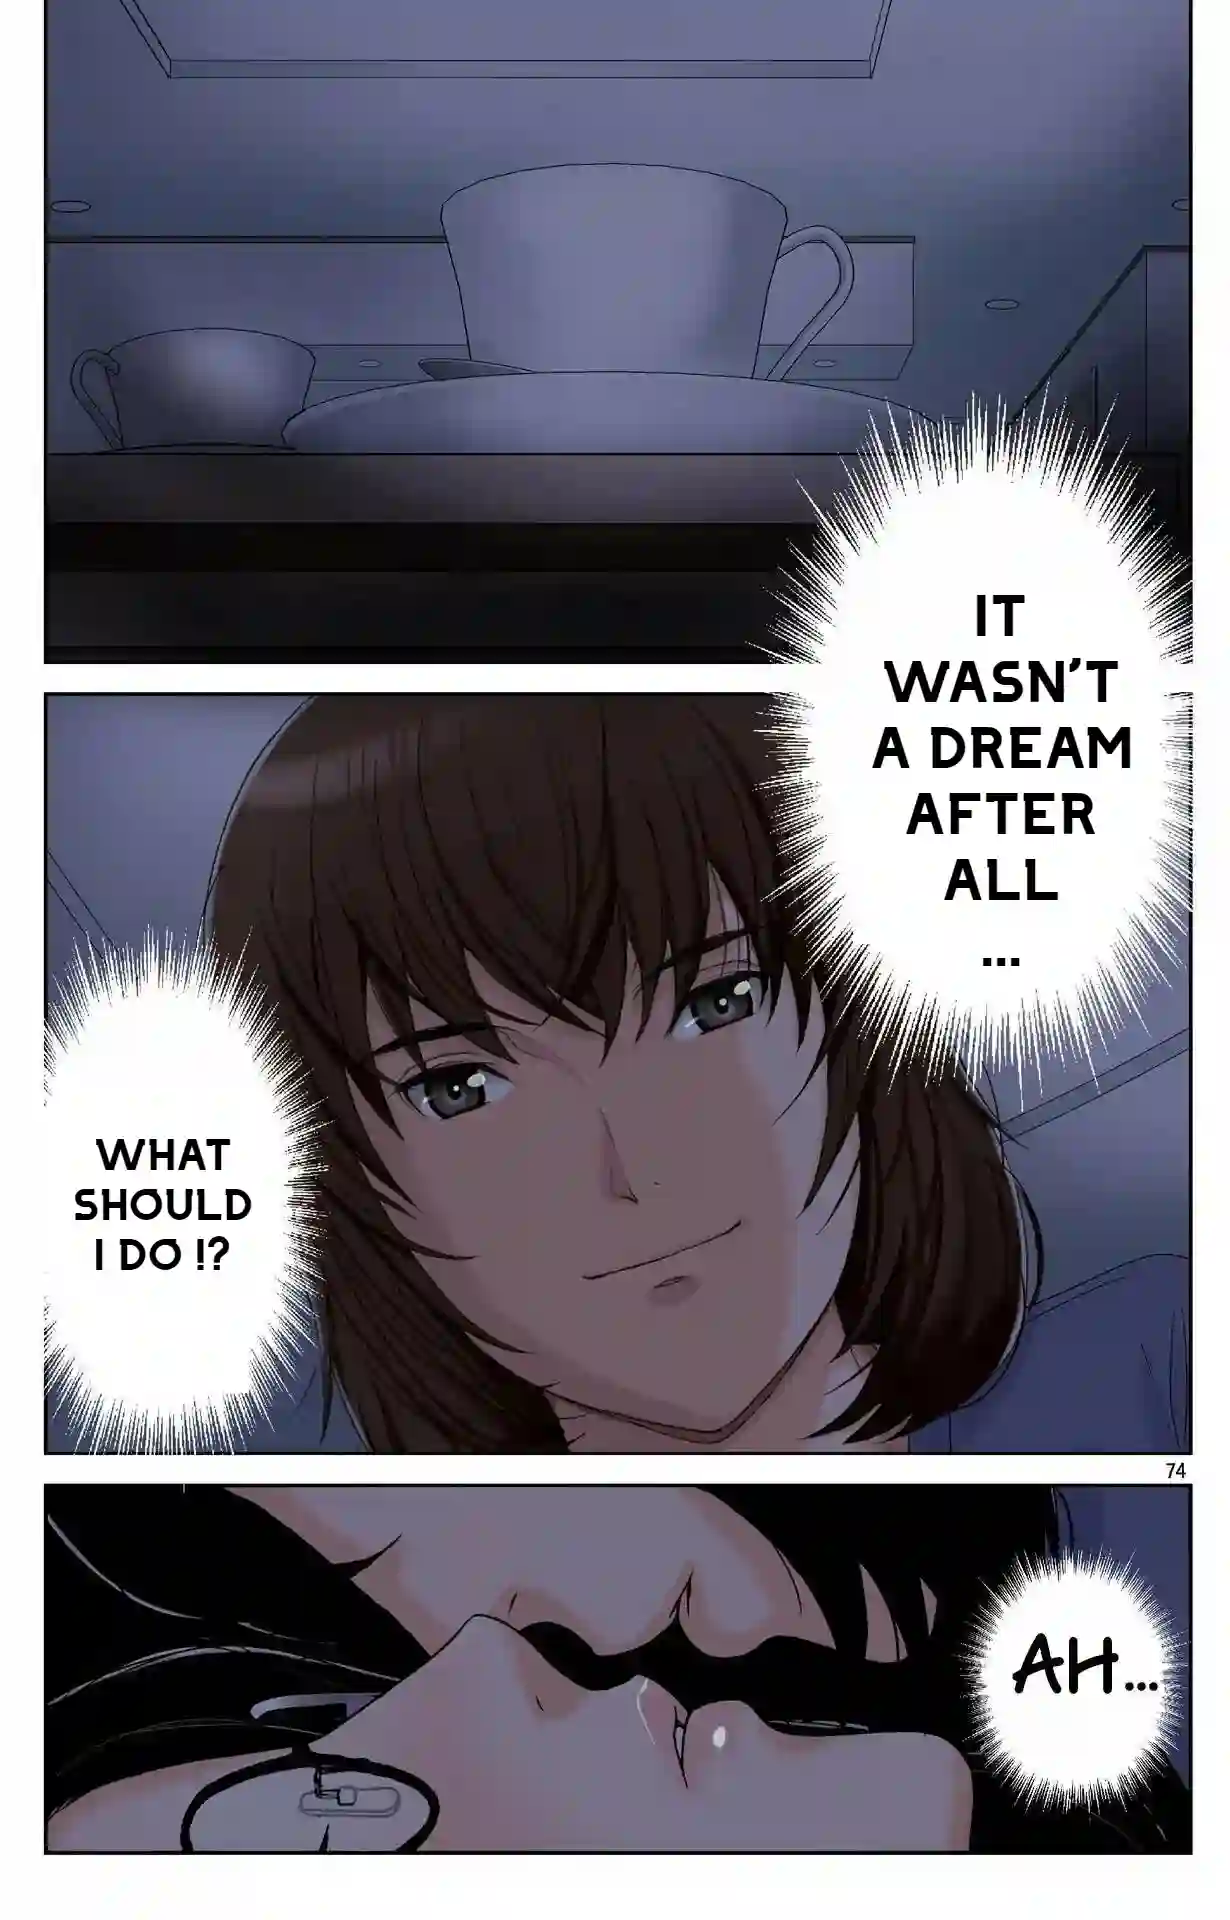 IT
WASN'T
A DREAM
AFTER
ALL
...
WHAT
SHOULD
I DO !?
74
AH...